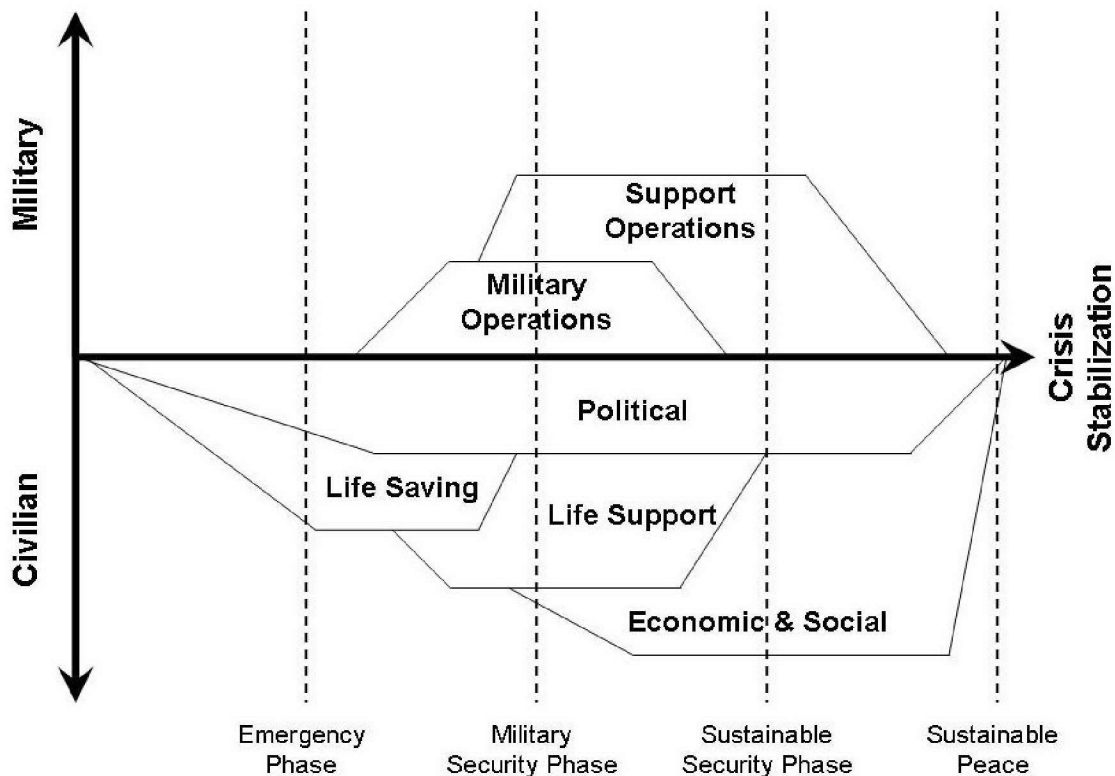 Military
Support
Operations
Military
Operations
Crisis
Stabilization
Political
Civilian
Life Saving
Life Support
Economic & Social
Emergency
Phase
Military
Security Phase
Sustainable
Security Phase
Sustainable
Peace